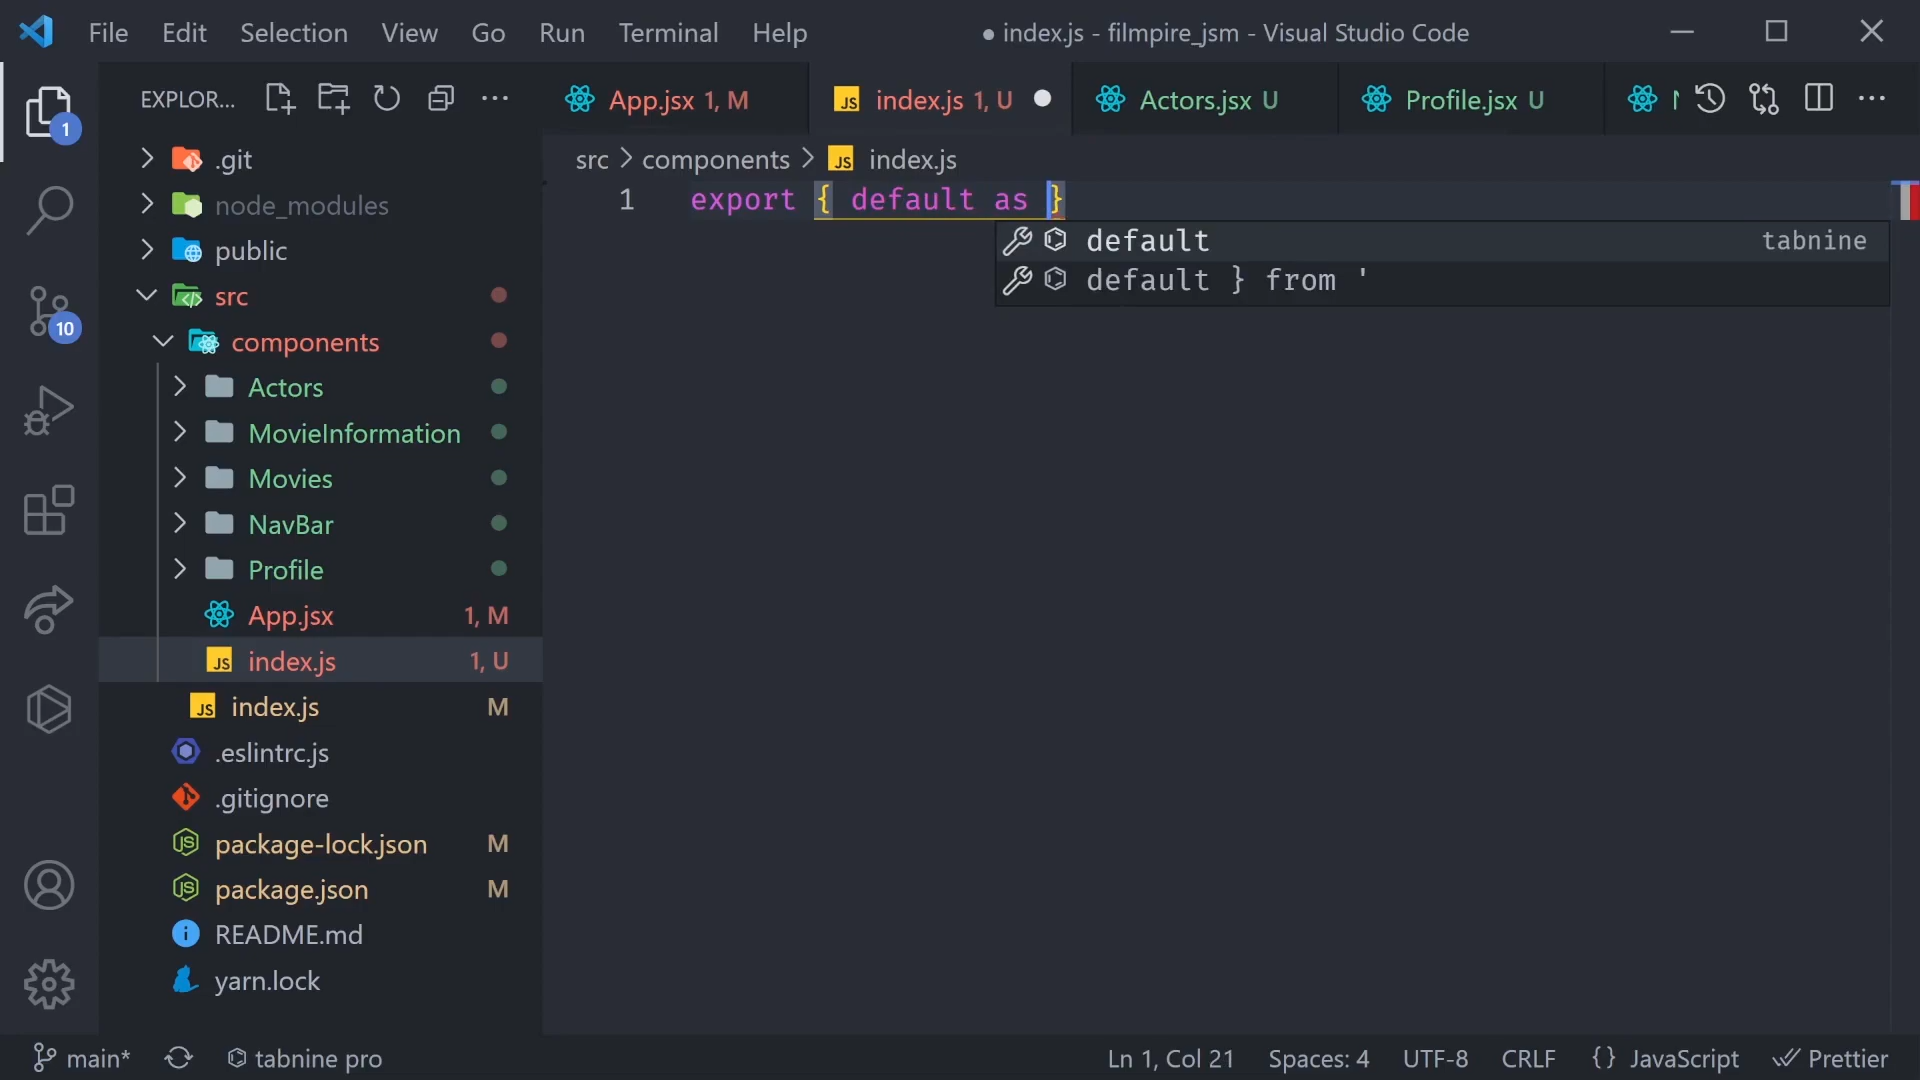 File Edit Selection View Go Run Terminal Help ● index.js - filmpire_jsm - Visual Studio Code
EXPLOR...
App.jsx 1, M
JS index.js 1, U
Actors.jsx U
Profile.jsx U
1
10
.git
node_modules
public
src
components
Actors
MovieInformation
Movies
NavBar
Profile
App.jsx 1, M
JS index.js 1, U
JS index.js M
.eslintrc.js
.gitignore
package-lock.json M
package.json M
README.md
yarn.lock
src > components > JS index.js
1 export { default as }
default tabnine
default } from '
main* tabnine pro Ln 1, Col 21 Spaces: 4 UTF-8 CRLF {} JavaScript Prettier